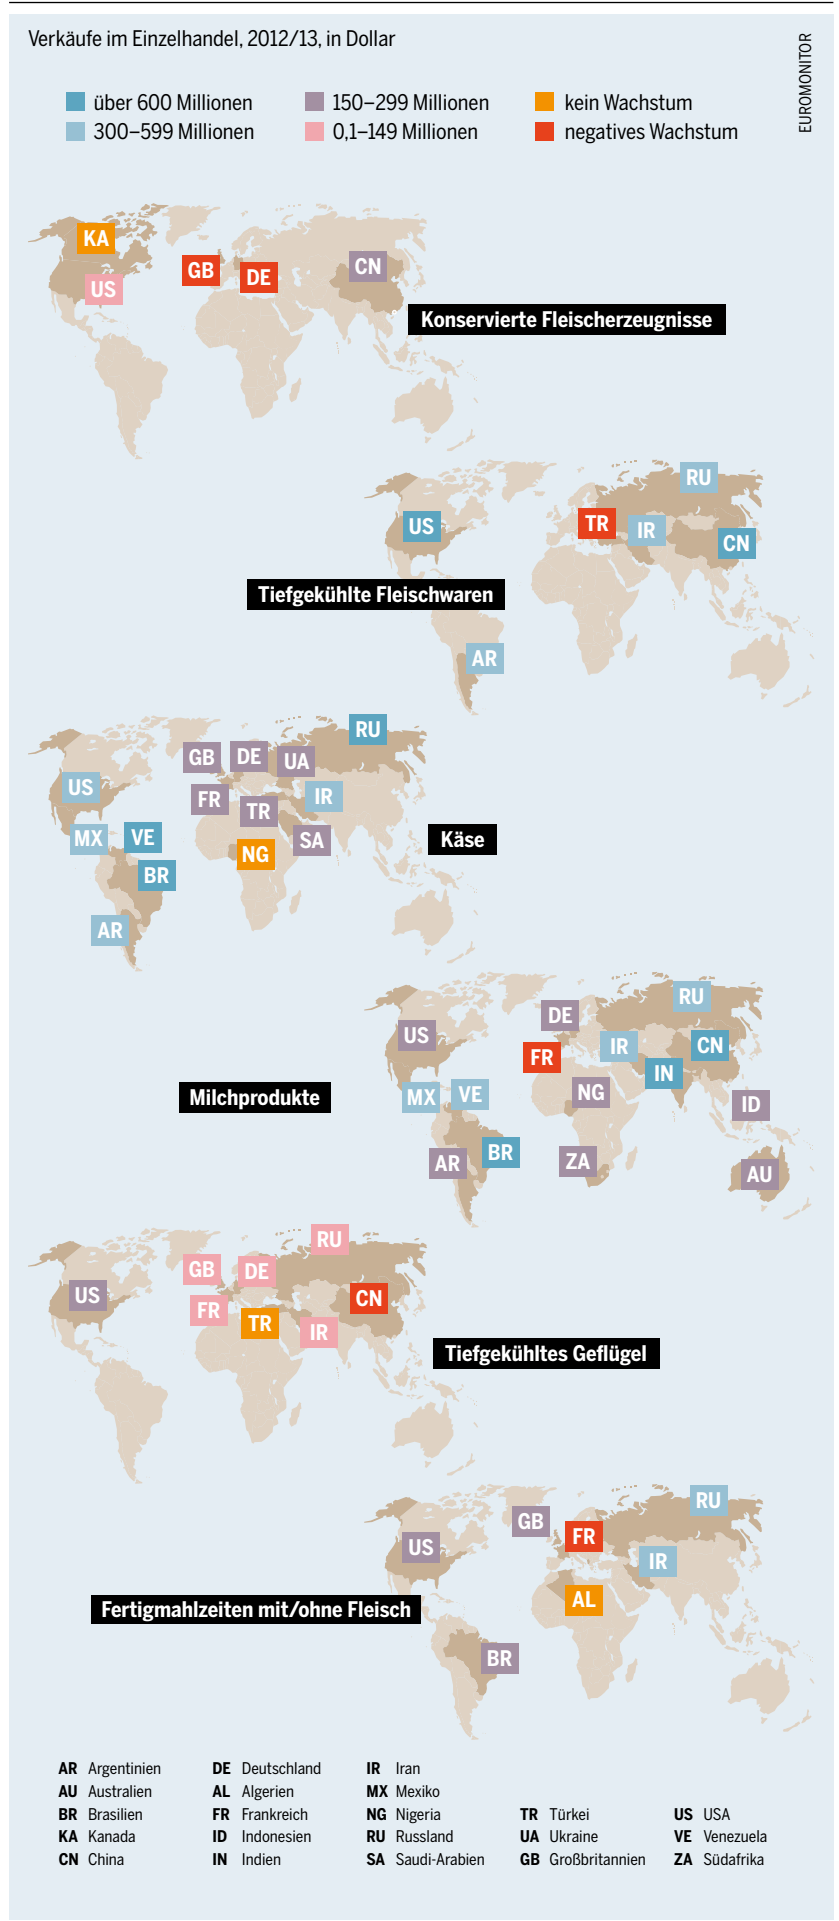 Verkäufe im Einzelhandel, 2012/13, in Dollar
EUROMONITOR
über 600 Millionen
300–599 Millionen
150–299 Millionen
0,1–149 Millionen
kein Wachstum
negatives Wachstum
KA
US
GB
DE
CN
Konservierte Fleischerzeugnisse
RU
US
TR
IR
CN
Tiefgekühlte Fleischwaren
AR
RU
GB
DE
UA
US
FR
TR
IR
MX
VE
SA
NG
BR
AR
Käse
RU
DE
US
FR
IR
CN
IN
MX
VE
NG
ID
BR
AR
ZA
AU
Milchprodukte
RU
GB
DE
US
FR
TR
CN
IR
Tiefgekühltes Geflügel
RU
GB
FR
US
IR
AL
Fertigmahlzeiten mit/ohne Fleisch
BR
AR Argentinien
AU Australien
BR Brasilien
KA Kanada
CN China
DE Deutschland
AL Algerien
FR Frankreich
ID Indonesien
IN Indien
IR Iran
MX Mexiko
NG Nigeria
RU Russland
SA Saudi-Arabien
TR Türkei
UA Ukraine
GB Großbritannien
US USA
VE Venezuela
ZA Südafrika